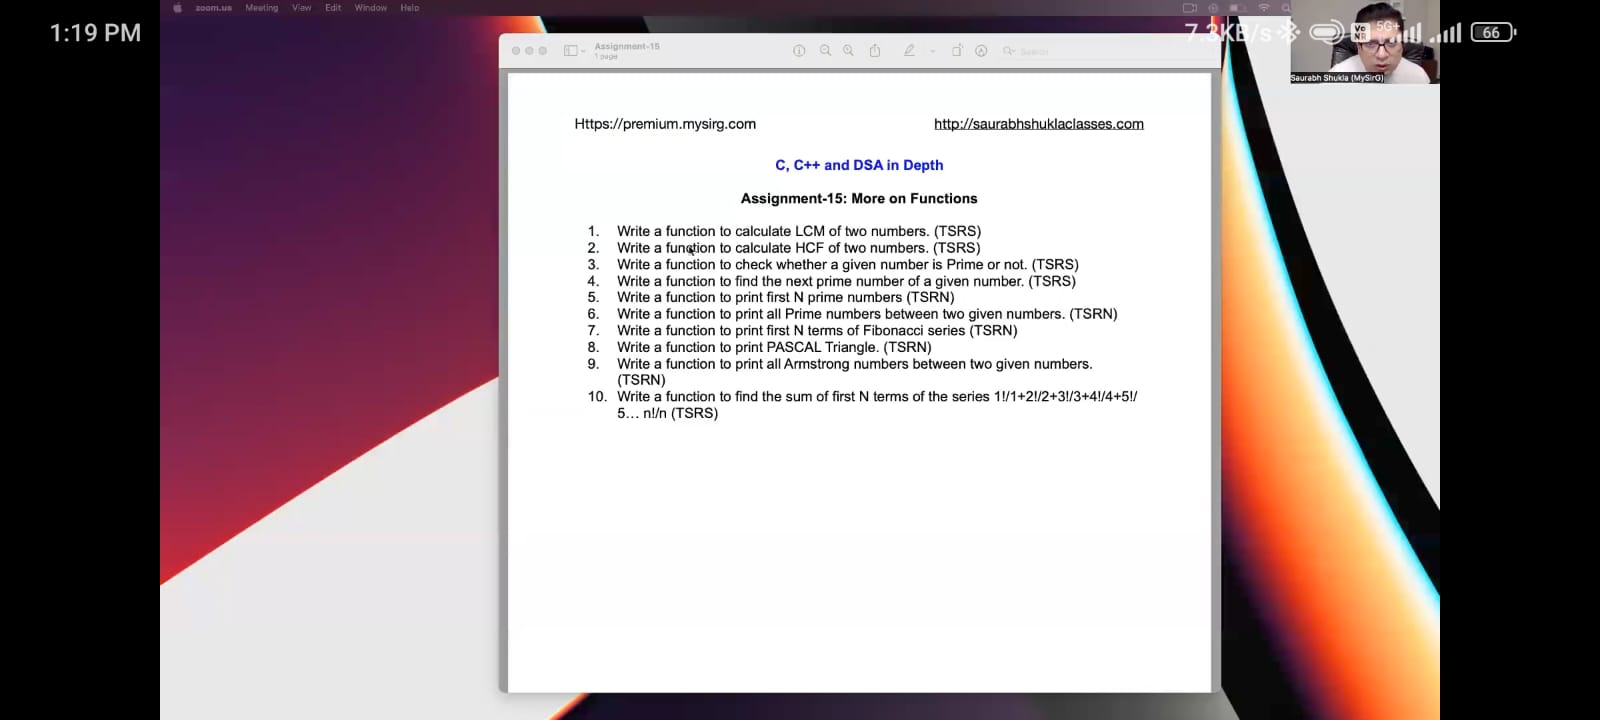 zoom.us Meeting View Edit Window Help
1:19 PM
7.3KB/s 5G+ 66
Assignment-15
1 page
Search
Saurabh Shukla (MySirG)
Https://premium.mysirg.com http://saurabhshuklaclasses.com
C, C++ and DSA in Depth
Assignment-15: More on Functions
1. Write a function to calculate LCM of two numbers. (TSRS)
2. Write a function to calculate HCF of two numbers. (TSRS)
3. Write a function to check whether a given number is Prime or not. (TSRS)
4. Write a function to find the next prime number of a given number. (TSRS)
5. Write a function to print first N prime numbers (TSRN)
6. Write a function to print all Prime numbers between two given numbers. (TSRN)
7. Write a function to print first N terms of Fibonacci series (TSRN)
8. Write a function to print PASCAL Triangle. (TSRN)
9. Write a function to print all Armstrong numbers between two given numbers.
(TSRN)
10. Write a function to find the sum of first N terms of the series 1!/1+2!/2+3!/3+4!/4+5!/
5... n!/n (TSRS)